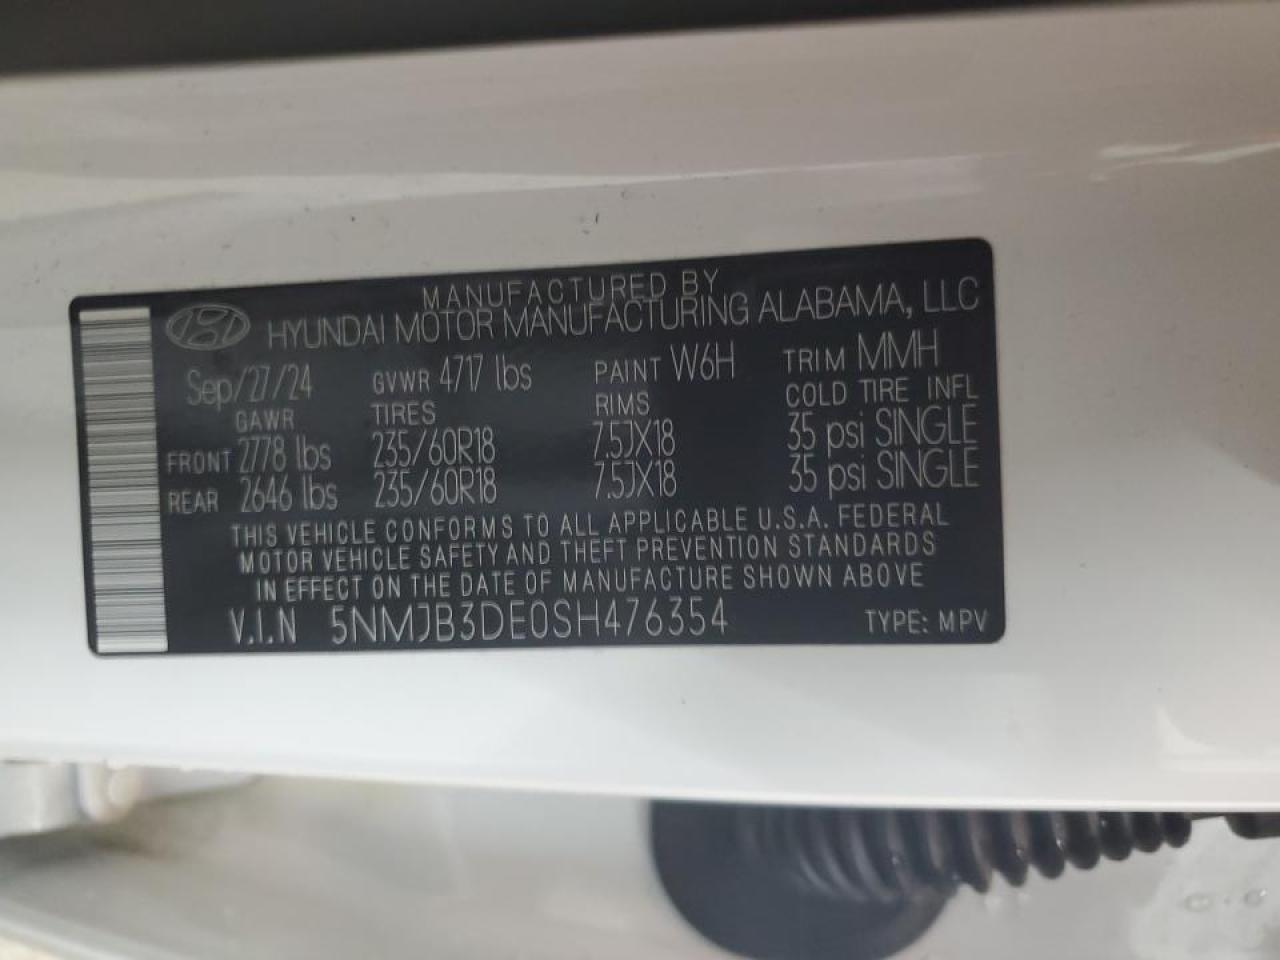 MANUFACTURED BY
HYUNDAI MOTOR MANUFACTURING ALABAMA, LLC
Sep/27/24 GVWR 4717 lbs PAINT W6H TRIM MMH
GAWR TIRES RIMS COLD TIRE INFL
FRONT 2778 lbs 235/60R18 7.5JX18 35 psi SINGLE
REAR 2646 lbs 235/60R18 7.5JX18 35 psi SINGLE
THIS VEHICLE CONFORMS TO ALL APPLICABLE U.S.A. FEDERAL
MOTOR VEHICLE SAFETY AND THEFT PREVENTION STANDARDS
IN EFFECT ON THE DATE OF MANUFACTURE SHOWN ABOVE
V.I.N 5NMJB3DE0SH476354 TYPE: MPV